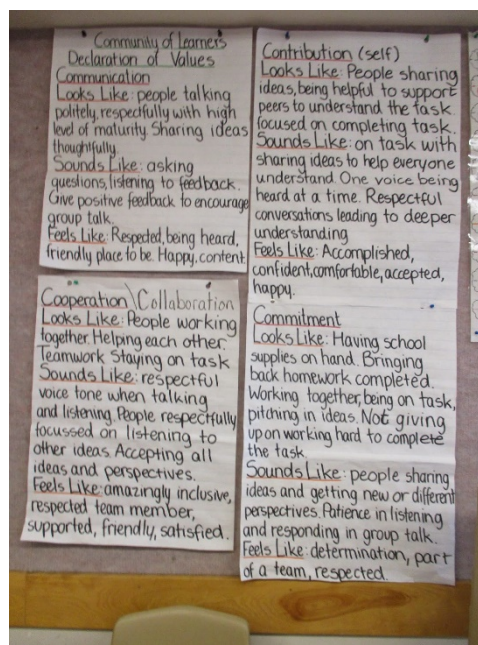 Community of Learners
Declaration of Values
Communication
Looks Like: people talking
politely, respectfully with high
level of maturity. Sharing ideas
thoughtfully.
Sounds Like: asking
questions, listening to feedback.
Give positive feedback to encourage
group talk.
Feels Like: Respected, being heard,
friendly place to be. Happy, content
Contribution (self)
Looks Like: People sharing
ideas, being helpful to support
peers to understand the task
focused on completing task.
Sounds Like: on task with
sharing ideas to help everyone
understand. One voice being
heard at a time. Respectful
conversations leading to deeper
understanding
Feels Like: Accomplished,
confident, comfortable, accepted,
happy.
Cooperation\Collaboration
Looks Like: People working
together. Helping each other.
Teamwork Staying on task
Sounds Like: respectful
voice tone when talking
and listening. People respectfully
focussed on listening to
other ideas. Accepting all
ideas and perspectives.
Feels Like: amazingly inclusive,
respected team member,
supported, friendly, satisfied.
Commitment
Looks Like: Having school
supplies on hand. Bringing
back homework completed.
Working together, being on task,
pitching in ideas. Not giving
up on working hard to complete
the task.
Sounds Like: people sharing
ideas and getting new or different
perspectives. Patience in listening
and responding in group talk.
Feels Like: determination, part
of a team, respected.